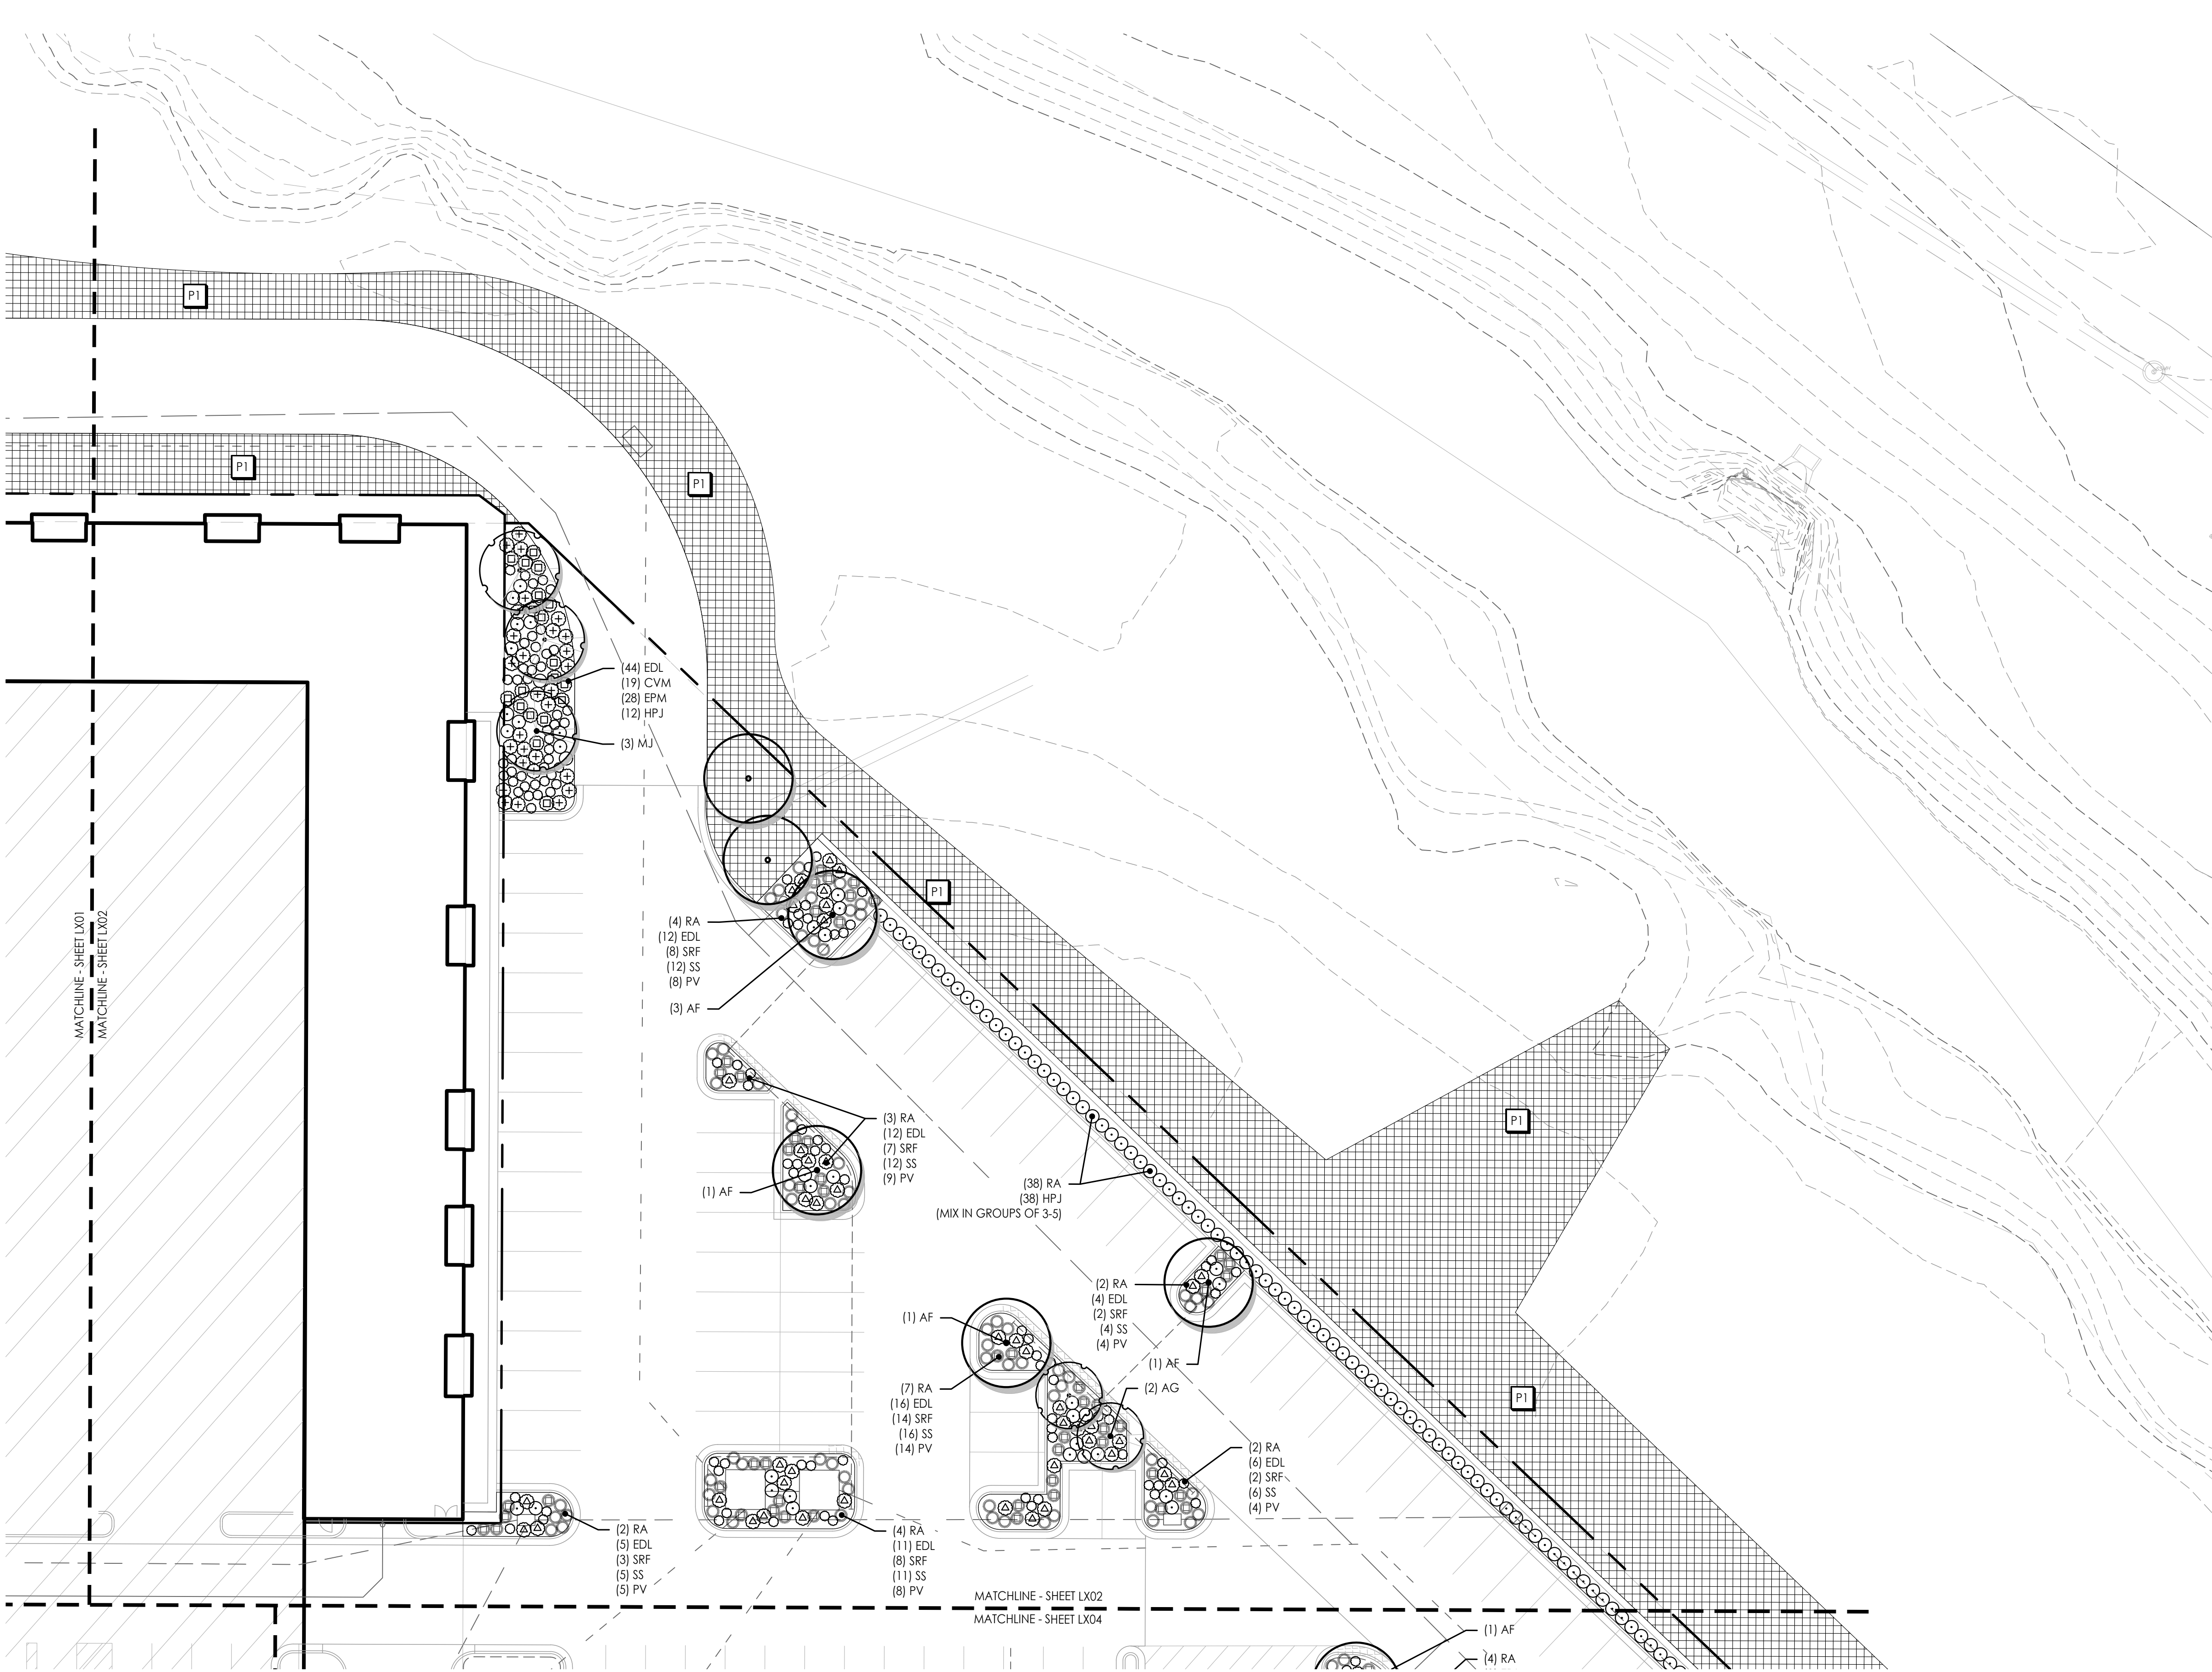 P1
P1
P1
(44) EDL
(19) CVM
(28) EPM
(12) HPJ
(3) MJ
P1
MATCHLINE - SHEET LX01
MATCHLINE - SHEET LX02
(4) RA
(12) EDL
(8) SRF
(12) SS
(8) PV
(3) AF
(3) RA
(12) EDL
(7) SRF
(12) SS
(9) PV
(1) AF
P1
(38) RA
(38) HPJ
(MIX IN GROUPS OF 3-5)
(2) RA
(4) EDL
(2) SRF
(4) SS
(4) PV
(1) AF
(1) AF
(7) RA
(16) EDL
(14) SRF
(16) SS
(14) PV
(2) AG
P1
(2) RA
(6) EDL
(2) SRF
(6) SS
(4) PV
(2) RA
(5) EDL
(3) SRF
(5) SS
(5) PV
(4) RA
(11) EDL
(8) SRF
(11) SS
(8) PV
MATCHLINE - SHEET LX02
MATCHLINE - SHEET LX04
(1) AF
(4) RA